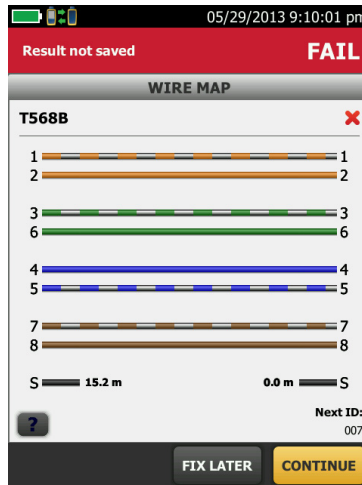 05/29/2013 9:10:01 pm
Result not saved FAIL
WIRE MAP
T568B
1 1
2 2
3 3
6 6
4 4
5 5
7 7
8 8
S 15.2 m 0.0 m S
? Next ID:
007
FIX LATER CONTINUE